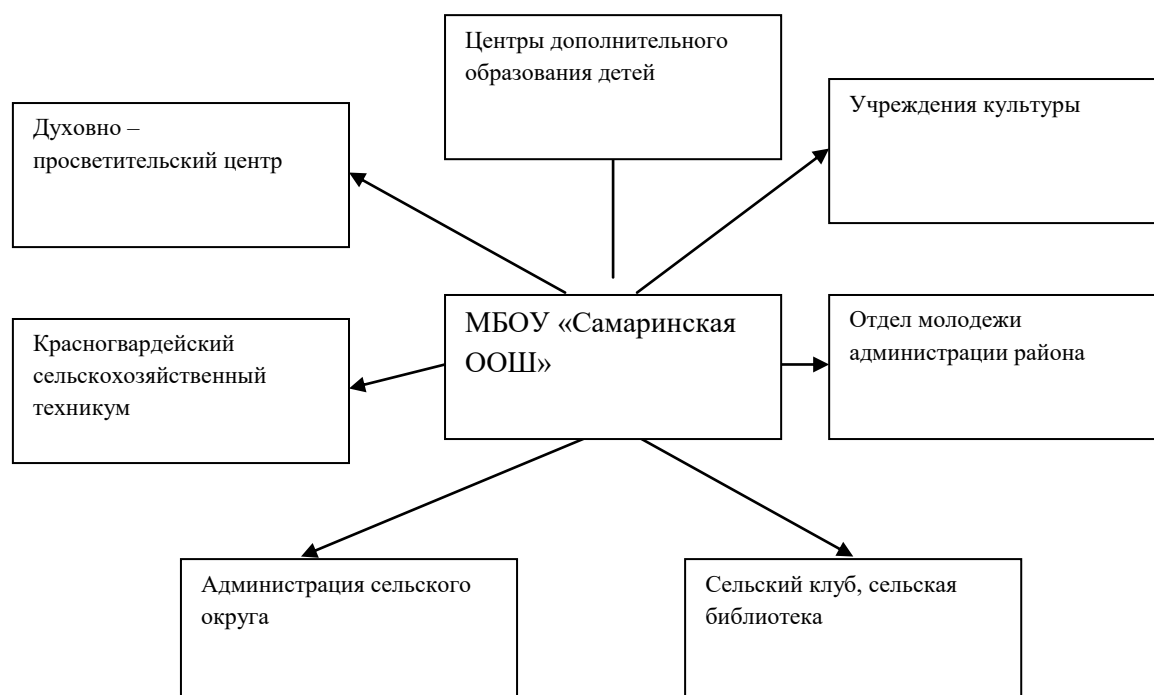 Центры дополнительного
образования детей
Духовно –
просветительский центр
Учреждения культуры
МБОУ «Самаринская
ООШ»
Красногвардейский
сельскохозяйственный
техникум
Отдел молодежи
администрации района
Администрация сельского
округа
Сельский клуб, сельская
библиотека